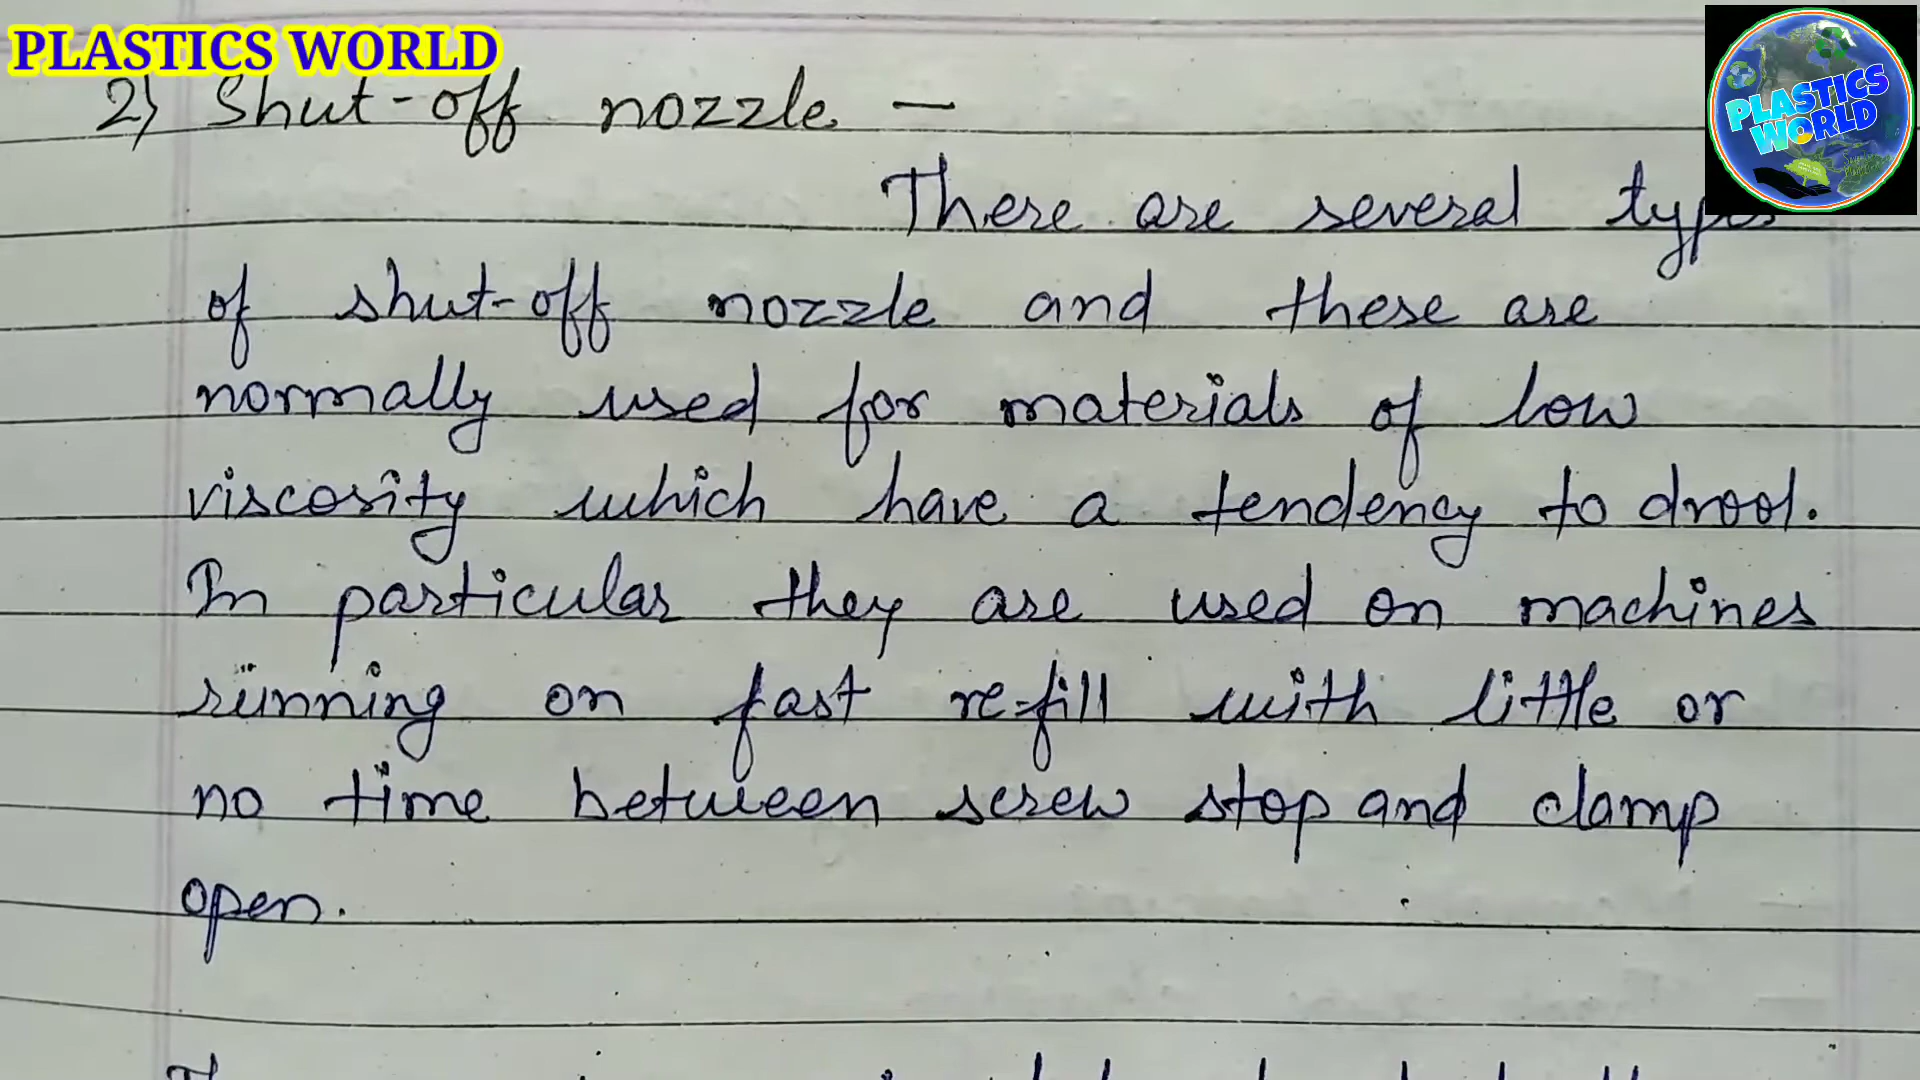 PLASTICS WORLD
PLASTICS
WORLD
2) Shut-off nozzle —
There are several types
of shut-off nozzle and these are
normally used for materials of low
viscosity which have a tendency to drool.
In particular they are used on machines
running on fast re-fill with little or
no time between screw stop and clamp
open.